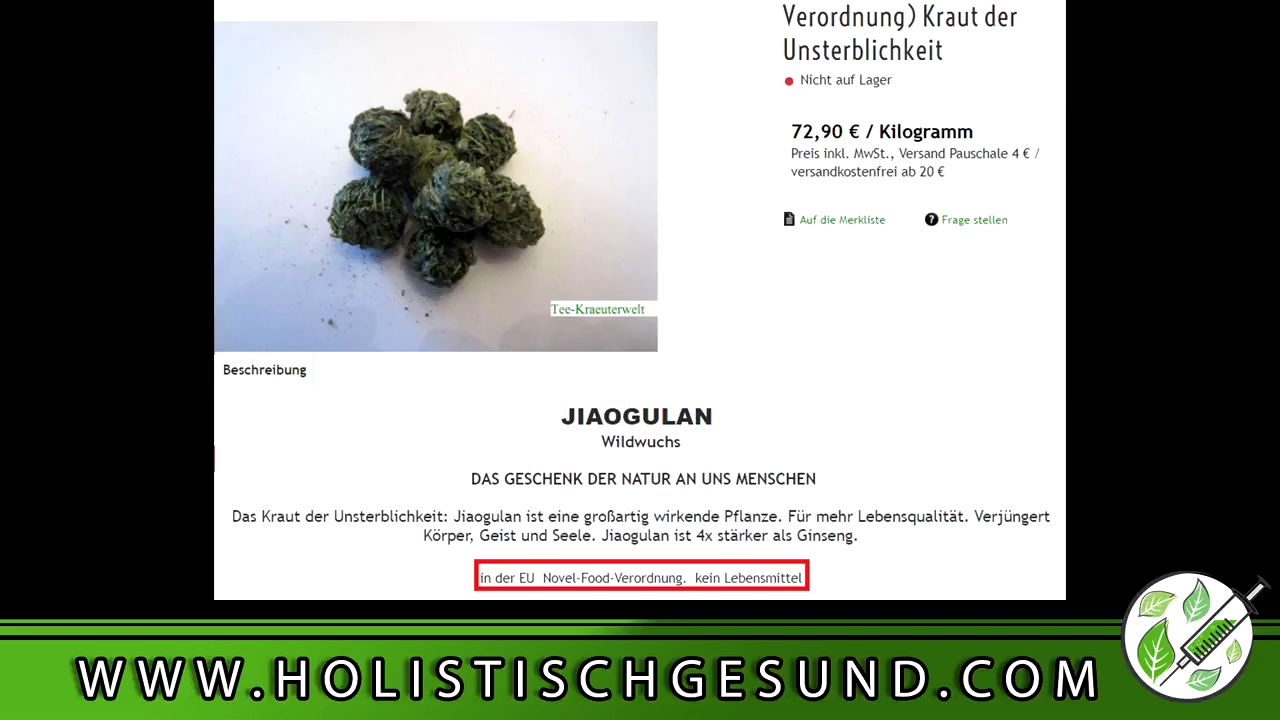 Verordnung) Kraut der
Unsterblichkeit
Nicht auf Lager
72,90 € / Kilogramm
Preis inkl. MwSt., Versand Pauschale 4 € /
versandkostenfrei ab 20 €
Auf die Merkliste
Frage stellen
Tee-Kraeuterwelt
Beschreibung
JIAOGULAN
Wildwuchs
DAS GESCHENK DER NATUR AN UNS MENSCHEN
Das Kraut der Unsterblichkeit: Jiaogulan ist eine großartig wirkende Pflanze. Für mehr Lebensqualität. Verjüngert
Körper, Geist und Seele. Jiaogulan ist 4x stärker als Ginseng.
in der EU Novel-Food-Verordnung. kein Lebensmittel
WWW.HOLISTISCHGESUND.COM